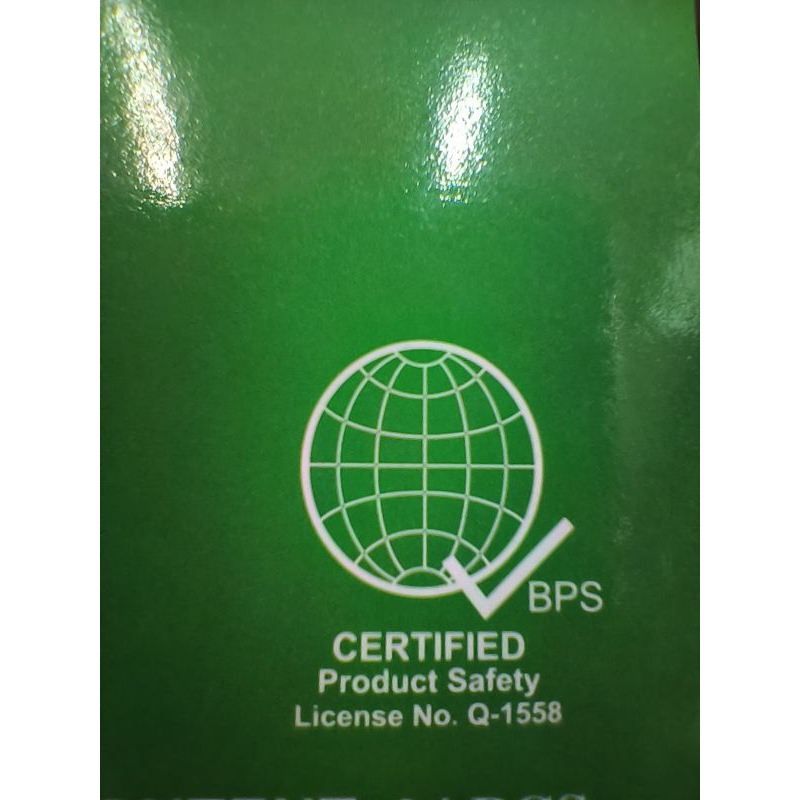 BPS
CERTIFIED
Product Safety
License No. Q-1558